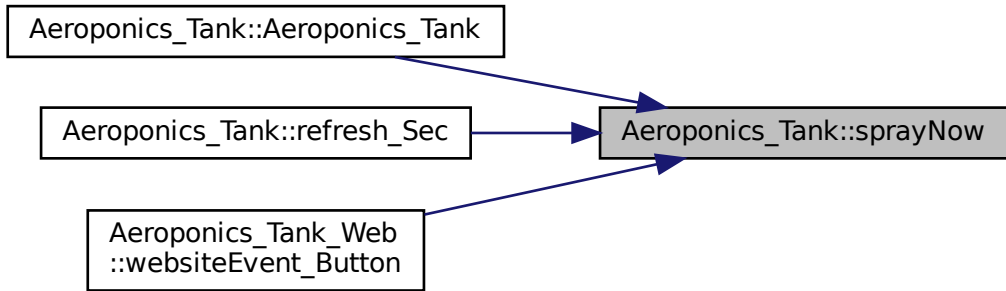 Aeroponics_Tank::Aeroponics_Tank
Aeroponics_Tank::refresh_Sec
Aeroponics_Tank::sprayNow
Aeroponics_Tank_Web
::websiteEvent_Button